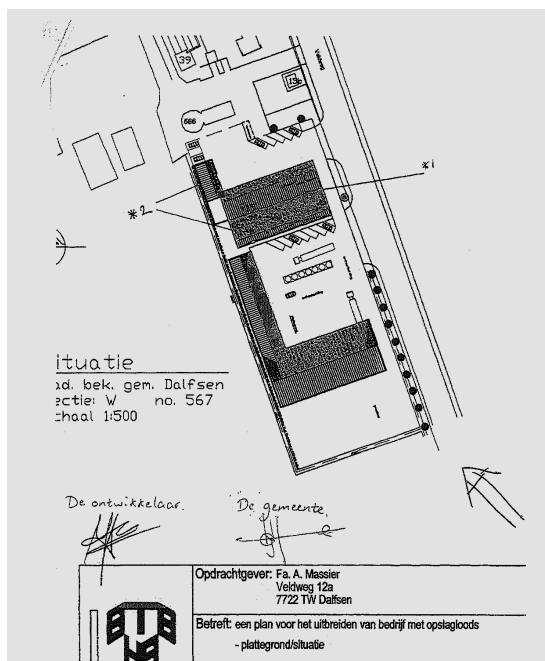 39
Veldweg
15b
566
*1
*2
ituatie
ad. bek. gem. Dalfsen
ectie: W no. 567
chaal 1:500
De ontwikkelaar.
De gemeente,
Opdrachtgever: Fa. A. Massier
Veldweg 12a
7722 TW Dalfsen
Betreft: een plan voor het uitbreiden van bedrijf met opslagloods
- plattegrond/situatie